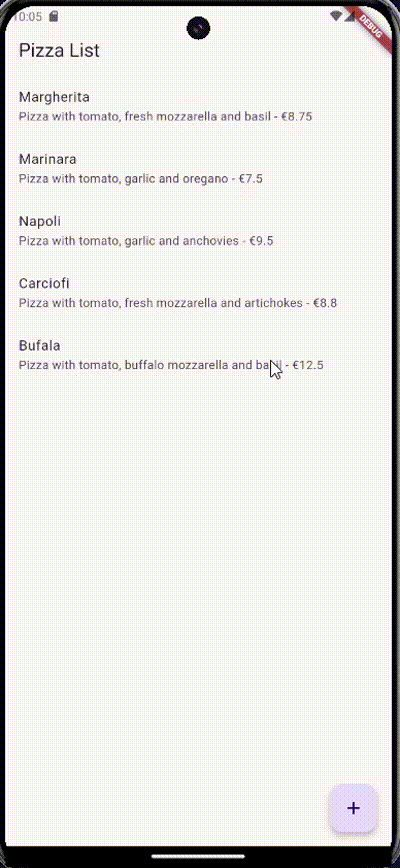 10:05
DEBUG
Pizza List
Margherita
Pizza with tomato, fresh mozzarella and basil - €8.75
Marinara
Pizza with tomato, garlic and oregano - €7.5
Napoli
Pizza with tomato, garlic and anchovies - €9.5
Carciofi
Pizza with tomato, fresh mozzarella and artichokes - €8.8
Bufala
Pizza with tomato, buffalo mozzarella and basil - €12.5
+